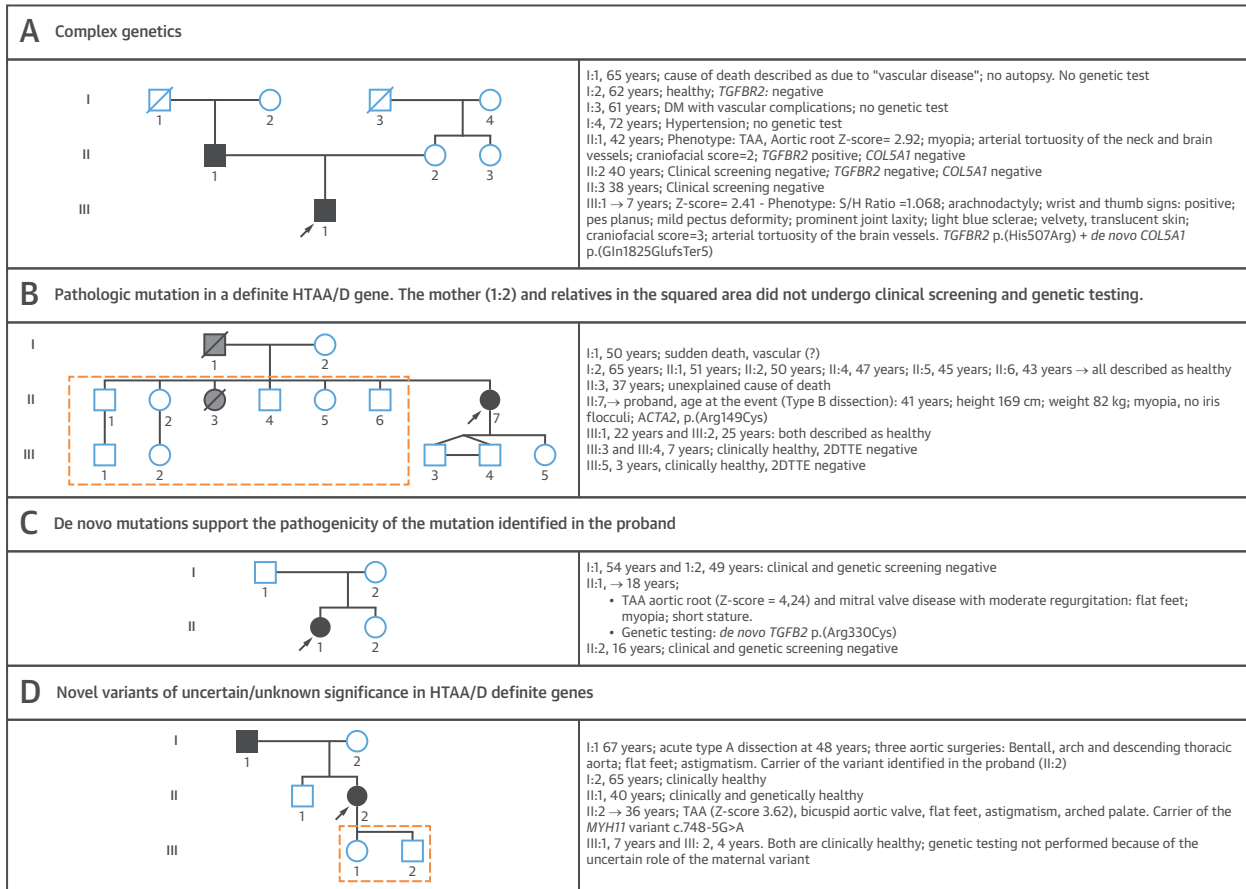 A Complex genetics
I
1
2
3
4
II
1
2
3
III
1
I:1, 65 years; cause of death described as due to "vascular disease"; no autopsy. No genetic test
I:2, 62 years; healthy; TGFBR2: negative
I:3, 61 years; DM with vascular complications; no genetic test
I:4, 72 years; Hypertension; no genetic test
II:1, 42 years; Phenotype: TAA, Aortic root Z-score= 2.92; myopia; arterial tortuosity of the neck and brain
vessels; craniofacial score=2; TGFBR2 positive; COL5A1 negative
II:2 40 years; Clinical screening negative; TGFBR2 negative; COL5A1 negative
II:3 38 years; Clinical screening negative
III:1 → 7 years; Z-score= 2.41 - Phenotype: S/H Ratio =1.068; arachnodactyly; wrist and thumb signs: positive;
pes planus; mild pectus deformity; prominent joint laxity; light blue sclerae; velvety, translucent skin;
craniofacial score=3; arterial tortuosity of the brain vessels. TGFBR2 p.(His507Arg) + de novo COL5A1
p.(Gln1825GlufsTer5)
B Pathologic mutation in a definite HTAA/D gene. The mother (1:2) and relatives in the squared area did not undergo clinical screening and genetic testing.
I
1
2
II
1
2
3
4
5
6
7
III
1
2
3
4
5
I:1, 50 years; sudden death, vascular (?)
I:2, 65 years; II:1, 51 years; II:2, 50 years; II:4, 47 years; II:5, 45 years; II:6, 43 years → all described as healthy
II:3, 37 years; unexplained cause of death
II:7,→ proband, age at the event (Type B dissection): 41 years; height 169 cm; weight 82 kg; myopia, no iris
flocculi; ACTA2, p.(Arg149Cys)
III:1, 22 years and III:2, 25 years: both described as healthy
III:3 and III:4, 7 years; clinically healthy, 2DTTE negative
III:5, 3 years, clinically healthy, 2DTTE negative
C De novo mutations support the pathogenicity of the mutation identified in the proband
I
1
2
II
1
2
I:1, 54 years and 1:2, 49 years: clinical and genetic screening negative
II:1, → 18 years;
• TAA aortic root (Z-score = 4,24) and mitral valve disease with moderate regurgitation: flat feet;
myopia; short stature.
• Genetic testing: de novo TGFB2 p.(Arg330Cys)
II:2, 16 years; clinical and genetic screening negative
D Novel variants of uncertain/unknown significance in HTAA/D definite genes
I
1
2
II
1
2
III
1
2
I:1 67 years; acute type A dissection at 48 years; three aortic surgeries: Bentall, arch and descending thoracic
aorta; flat feet; astigmatism. Carrier of the variant identified in the proband (II:2)
I:2, 65 years; clinically healthy
II:1, 40 years; clinically and genetically healthy
II:2 → 36 years; TAA (Z-score 3.62), bicuspid aortic valve, flat feet, astigmatism, arched palate. Carrier of the
MYH11 variant c.748-5G>A
III:1, 7 years and III: 2, 4 years. Both are clinically healthy; genetic testing not performed because of the
uncertain role of the maternal variant